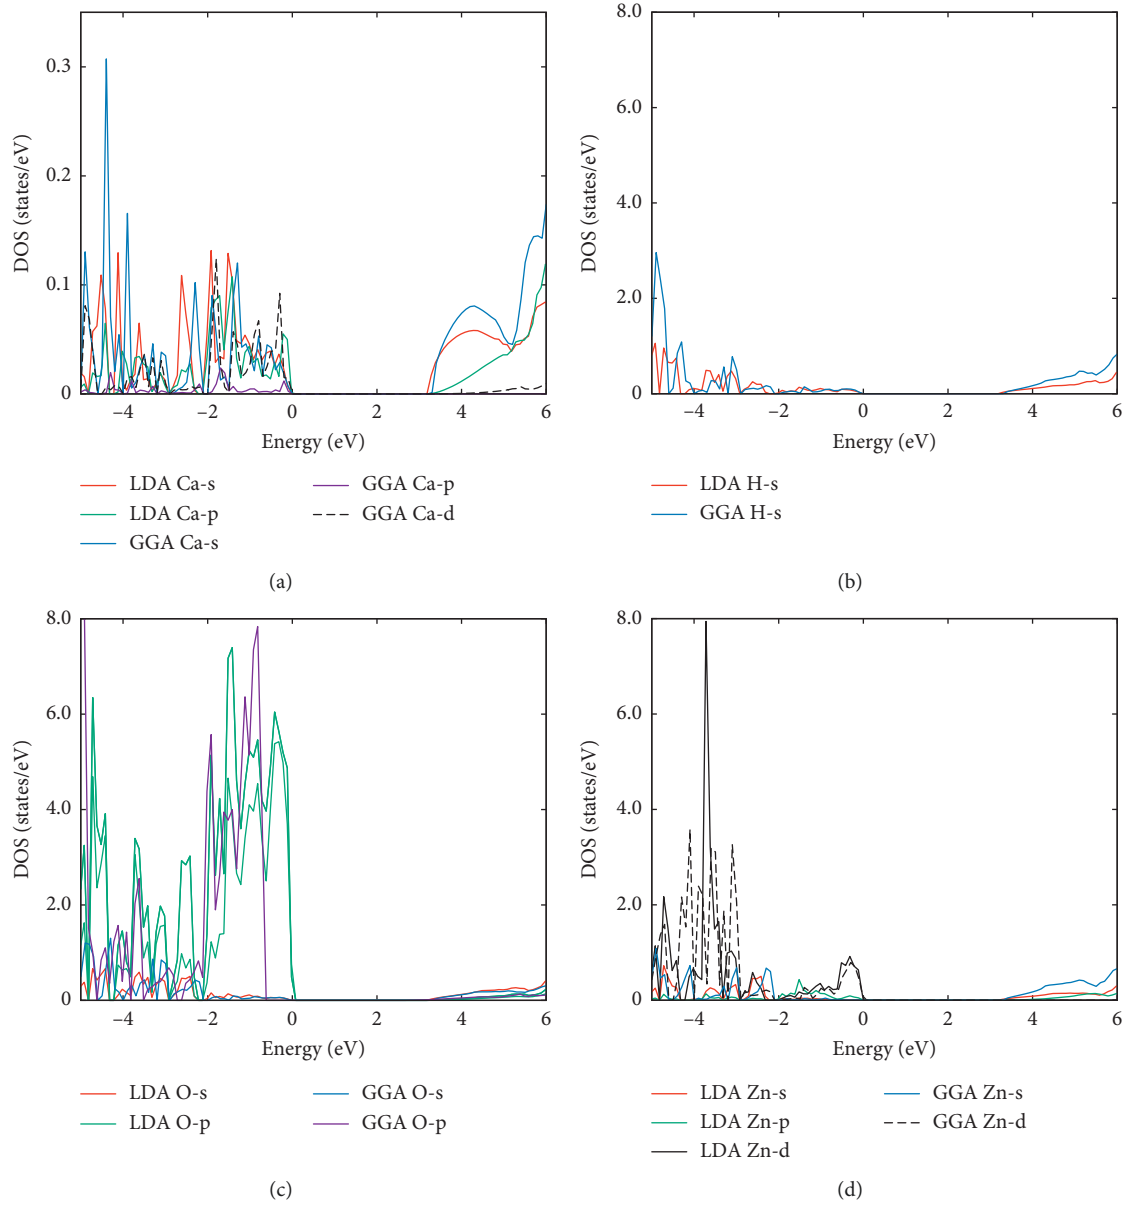 0.3
0.2
0.1
0
DOS (states/eV)
–4
–2
0
2
4
6
Energy (eV)
LDA Ca-s
LDA Ca-p
GGA Ca-s
GGA Ca-p
GGA Ca-d
(a)
8.0
6.0
4.0
2.0
0
DOS (states/eV)
–4
–2
0
2
4
6
Energy (eV)
LDA H-s
GGA H-s
(b)
8.0
6.0
4.0
2.0
0
DOS (states/eV)
–4
–2
0
2
4
6
Energy (eV)
LDA O-s
LDA O-p
GGA O-s
GGA O-p
(c)
8.0
6.0
4.0
2.0
0
DOS (states/eV)
–4
–2
0
2
4
6
Energy (eV)
LDA Zn-s
LDA Zn-p
LDA Zn-d
GGA Zn-s
GGA Zn-d
(d)